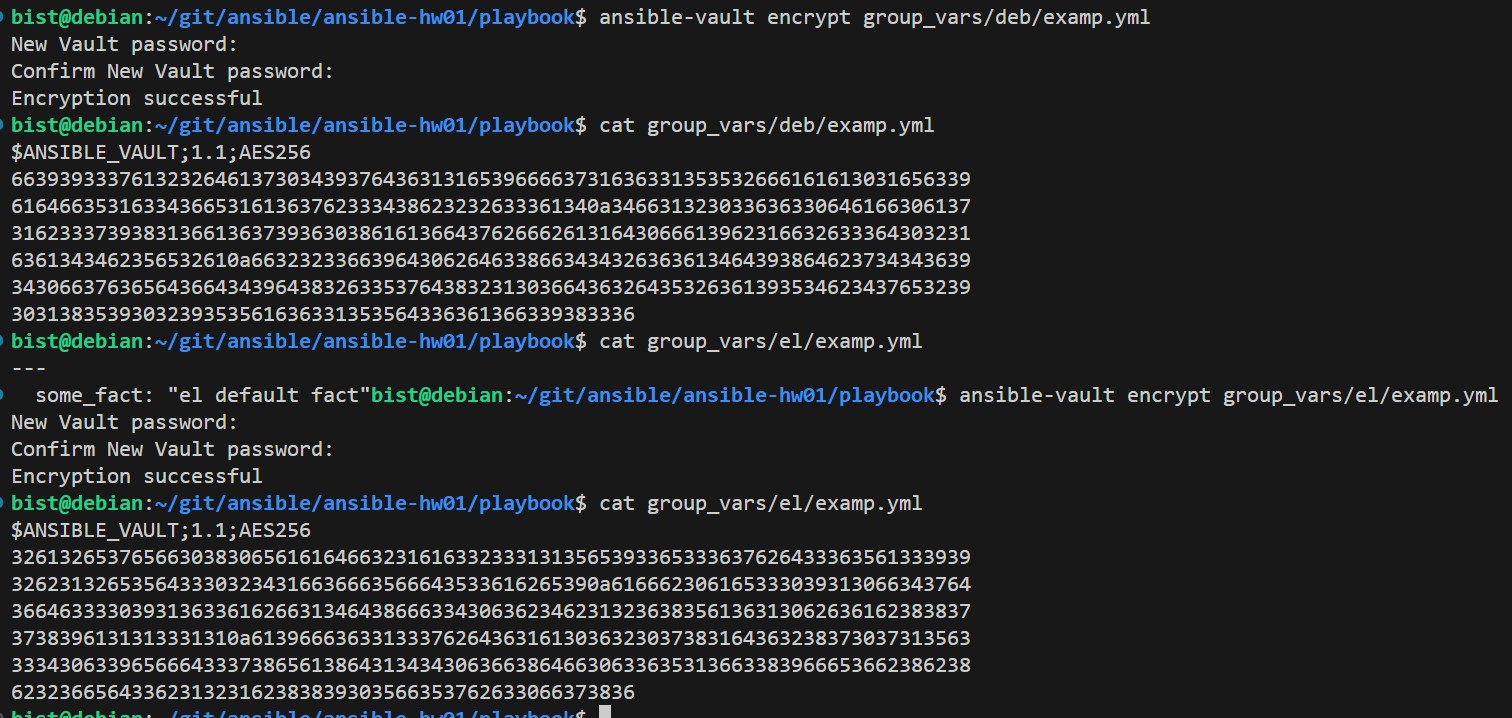 bist@debian:~/git/ansible/ansible-hw01/playbook$ ansible-vault encrypt group_vars/deb/examp.yml
New Vault password:
Confirm New Vault password:
Encryption successful
bist@debian:~/git/ansible/ansible-hw01/playbook$ cat group_vars/deb/examp.yml
$ANSIBLE_VAULT;1.1;AES256
663939333761323264613730343937643631316539666663731636331353532666161613031656339
6164663531633436653161363762333438623232633361340a346631323033636330646166306137
31623337393831366136373936303861613664376266626131643066613962316632633364303231
6361343462356532610a663232336639643062646338663434326363613464393864623734343639
34306637636564366434396438326335376438323130366436326435326361393534623437653239
3031383539303239353561636331353564336361366339383336
bist@debian:~/git/ansible/ansible-hw01/playbook$ cat group_vars/el/examp.yml
---
  some_fact: "el default fact"bist@debian:~/git/ansible/ansible-hw01/playbook$ ansible-vault encrypt group_vars/el/examp.yml
New Vault password:
Confirm New Vault password:
Encryption successful
bist@debian:~/git/ansible/ansible-hw01/playbook$ cat group_vars/el/examp.yml
$ANSIBLE_VAULT;1.1;AES256
32613265376566303830656161646632316163323331313565393365333637626433363561333939
3262313265356433303234316636663566643533616265390a616662306165333039313066343764
36646333303931363361626631346438666334306362346231323638356136313062636162383837
3738396131313331310a613966636331333762643631613036323037383164363238373037313563
33343063396566643337386561386431343430636638646630633635313663383966653662386238
6232366564336231323162383839303566353762633066373836
bist@debian:~/git/ansible/ansible-hw01/playbook$